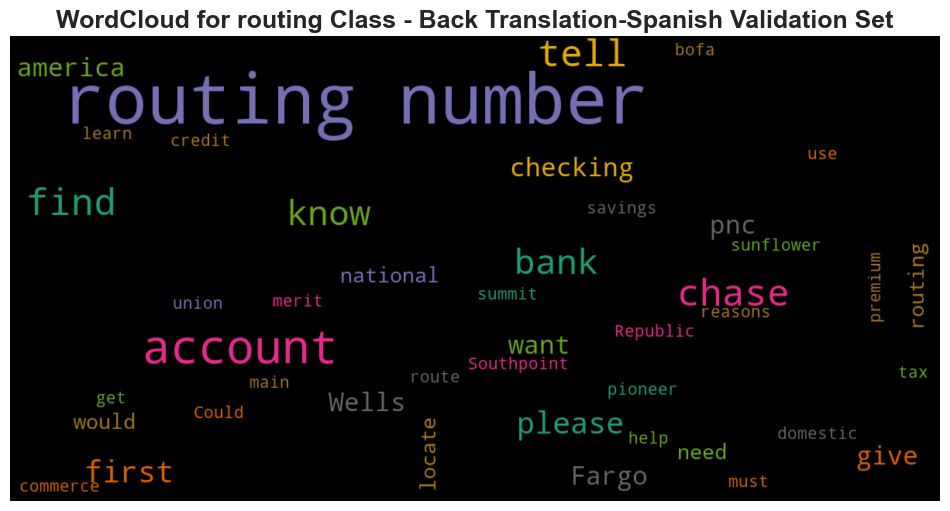 WordCloud for routing Class - Back Translation-Spanish Validation Set
tell
bofa
america
routing number
learn
credit
use
checking
find
know
savings
pnc
sunflower
bank
national
routing
premium
chase
summit
union
merit
reasons
Republic
account
want
Southpoint
route
tax
main
pioneer
get
Wells
Could
would
please
locate
help
domestic
need
give
first
Fargo
must
commerce